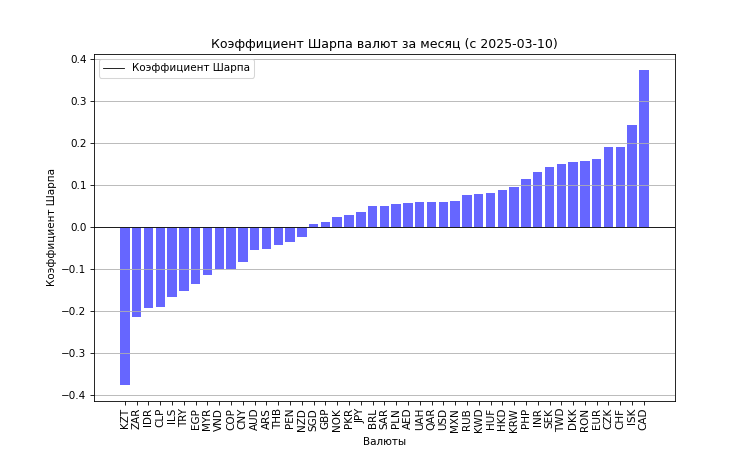 Коэффициент Шарпа валют за месяц (с 2025-03-10)
Коэффициент Шарпа
0.4
0.3
0.2
0.1
0.0
−0.1
−0.2
−0.3
−0.4
Коэффициент Шарпа
KZT
ZAR
IDR
CLP
ILS
TRY
EGP
MYR
VND
COP
CNY
AUD
ARS
THB
PEN
NZD
SGD
GBP
NOK
PKR
JPY
BRL
SAR
PLN
AED
UAH
QAR
USD
MXN
RUB
KWD
HUF
HKD
KRW
PHP
INR
SEK
TWD
DKK
RON
EUR
CZK
CHF
ISK
CAD
Валюты